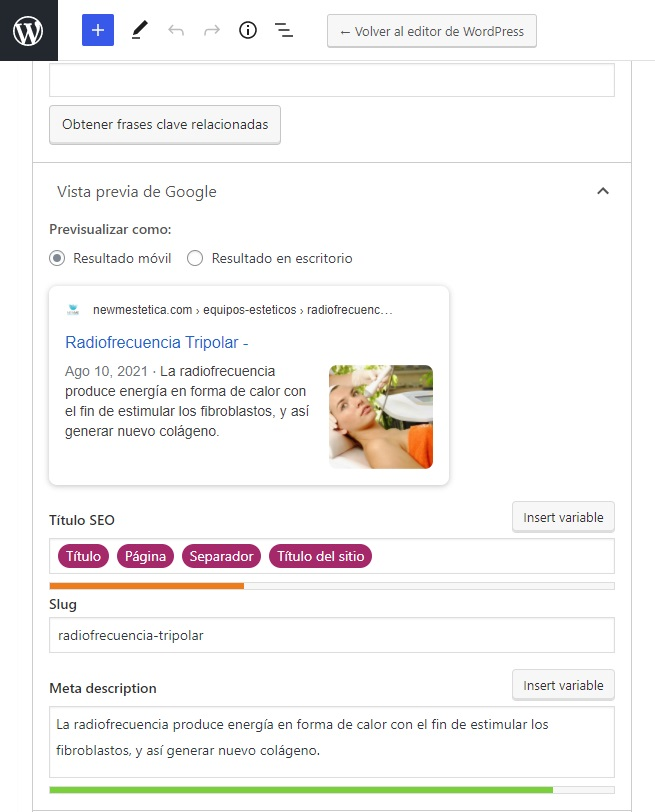 ← Volver al editor de WordPress
Obtener frases clave relacionadas
Vista previa de Google
Previsualizar como:
Resultado móvil Resultado en escritorio
newmestetica.com › equipos-esteticos › radiofrecuenc...
Radiofrecuencia Tripolar -
Ago 10, 2021 · La radiofrecuencia
produce energía en forma de calor con
el fin de estimular los fibroblastos, y así
generar nuevo colágeno.
Título SEO Insert variable
Título Página Separador Título del sitio
Slug
radiofrecuencia-tripolar
Meta description Insert variable
La radiofrecuencia produce energía en forma de calor con el fin de estimular los
fibroblastos, y así generar nuevo colágeno.